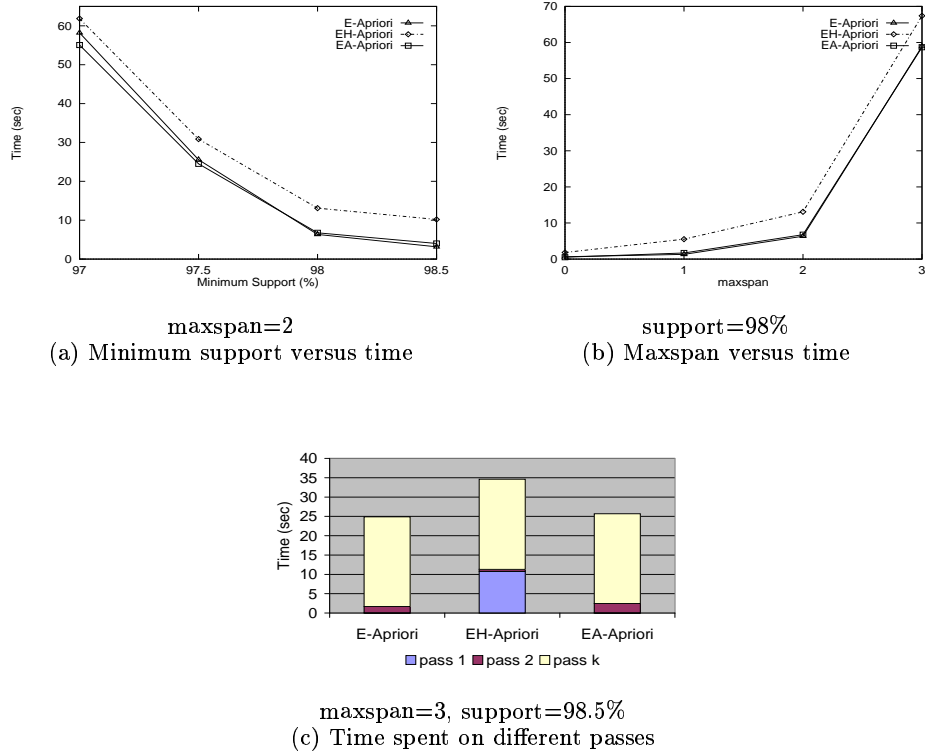 60
50
40
30
20
10
0
97
97.5
98
98.5
Time (sec)
Minimum Support (%)
E-Apriori
EH-Apriori
EA-Apriori
maxspan=2
(a) Minimum support versus time
70
60
50
40
30
20
10
0
0
1
2
3
Time (sec)
maxspan
E-Apriori
EH-Apriori
EA-Apriori
support=98%
(b) Maxspan versus time
40
35
30
25
20
15
10
5
0
Time (sec)
E-Apriori EH-Apriori EA-Apriori
pass 1 pass 2 pass k
maxspan=3, support=98.5%
(c) Time spent on different passes